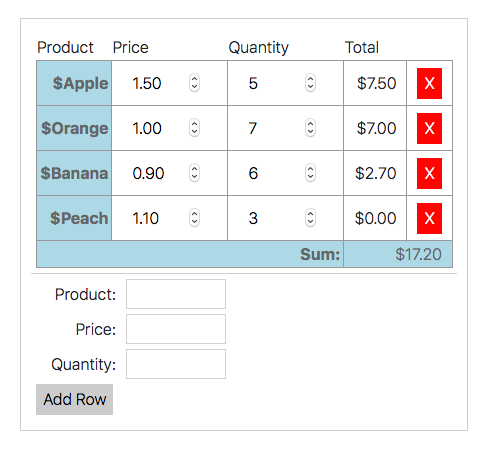 Product Price Quantity Total
$Apple 1.50 5 $7.50 X
$Orange 1.00 7 $7.00 X
$Banana 0.90 6 $2.70 X
$Peach 1.10 3 $0.00 X
Sum: $17.20
Product:
Price:
Quantity:
Add Row